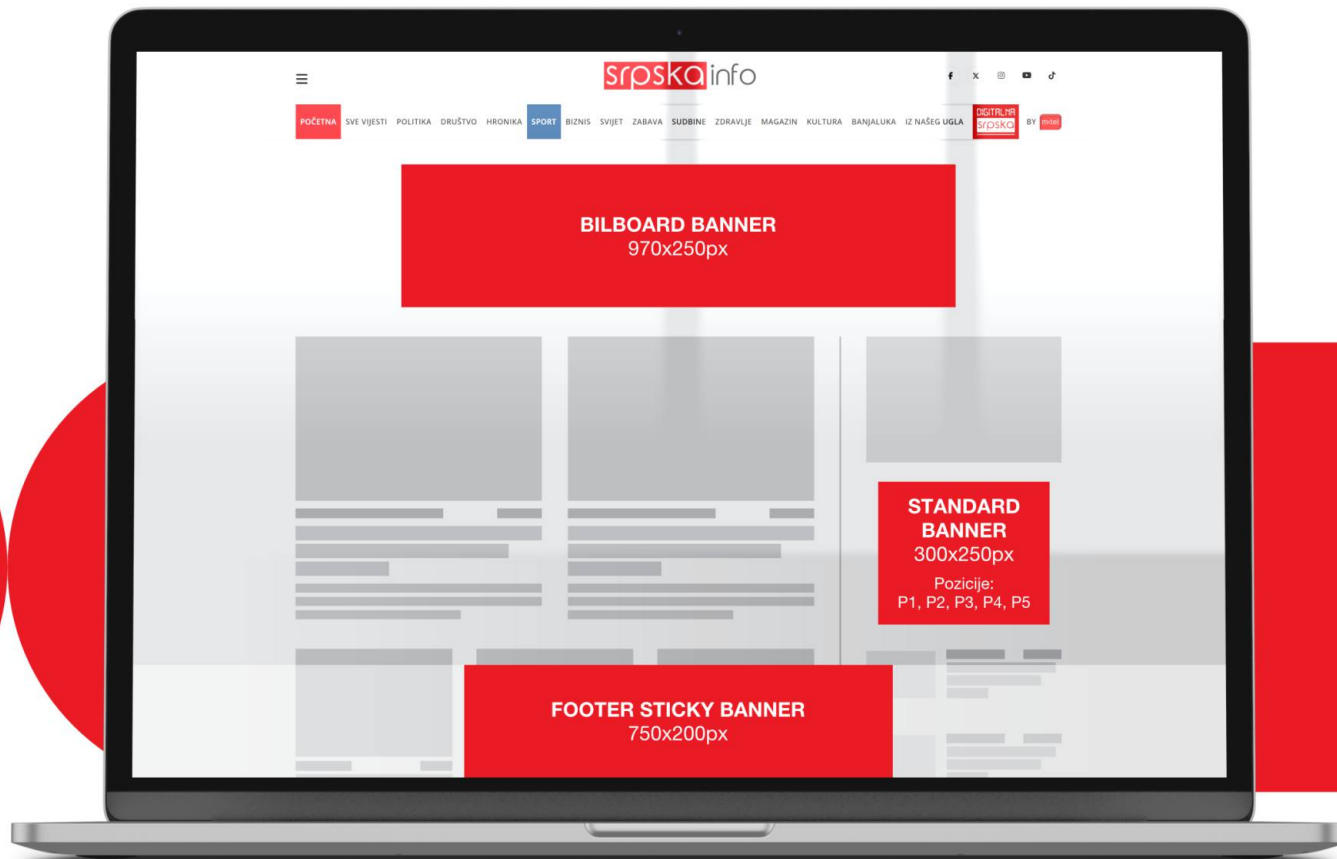 srpskainfo
POČETNA SVE VIJESTI POLITIKA DRUŠTVO HRONIKA SPORT BIZNIS SVIJET ZABAVA SUDBINE ZDRAVLJE MAGAZIN KULTURA BANJALUKA IZ NAŠEG UGLA DIGITALNA srpska BY m:tel
BILBOARD BANNER
970x250px
STANDARD
BANNER
300x250px
Pozicije:
P1, P2, P3, P4, P5
FOOTER STICKY BANNER
750x200px